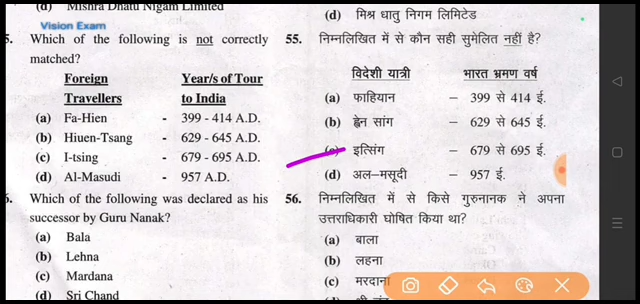 (d) Mishra Dhatu Nigam Limited
Vision Exam
5. Which of the following is not correctly
matched?
Foreign Year/s of Tour
Travellers to India
(a) Fa-Hien - 399 - 414 A.D.
(b) Hiuen-Tsang - 629 - 645 A.D.
(c) I-tsing - 679 - 695 A.D.
(d) Al-Masudi - 957 A.D.
6. Which of the following was declared as his
successor by Guru Nanak?
(a) Bala
(b) Lehna
(c) Mardana
(d) Sri Chand
(d) मिश्र धातु निगम लिमिटेड
55. निम्नलिखित में से कौन सही सुमेलित नहीं है?
विदेशी यात्री भारत भ्रमण वर्ष
(a) फाहियान – 399 से 414 ई.
(b) ह्वेन सांग – 629 से 645 ई.
(c) इत्सिंग – 679 से 695 ई.
(d) अल–मसूदी – 957 ई.
56. निम्नलिखित में से किसे गुरुनानक ने अपना
उत्तराधिकारी घोषित किया था?
(a) बाला
(b) लहना
(c) मरदाना